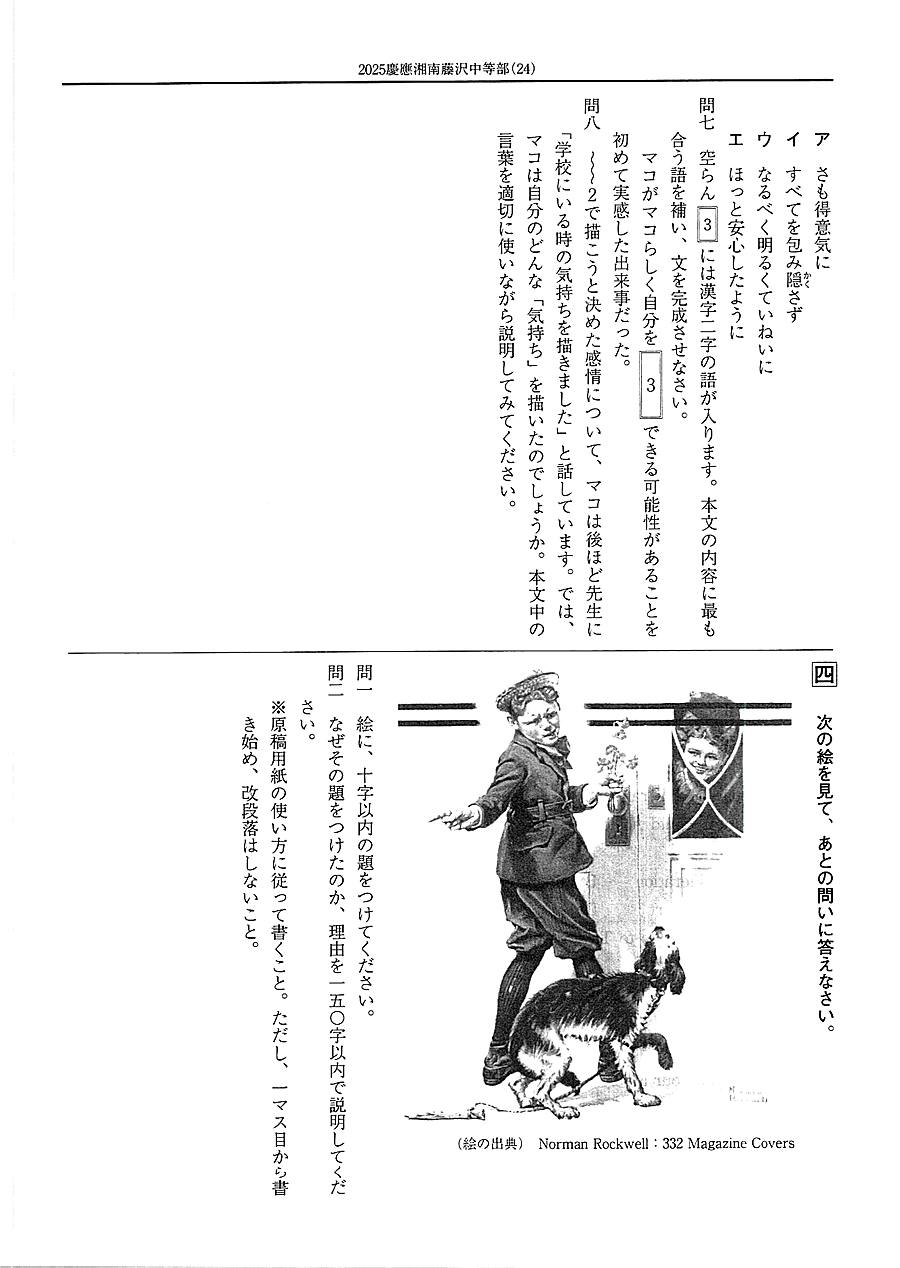 2025慶應湘南藤沢中等部(24)
ア さも得意気に
イ すべてを包み隠さず
かく
ウ なるべく明るくていねいに
エ ほっと安心したように
問七 空らん 3 には漢字二字の語が入ります。本文の内容に最も
合う語を補い、文を完成させなさい。
マコがマコらしく自分を 3 できる可能性があることを
初めて実感した出来事だった。
問八 〜〜2で描こうと決めた感情について、マコは後ほど先生に
「学校にいる時の気持ちを描きました」と話しています。では、
マコは自分のどんな「気持ち」を描いたのでしょうか。本文中の
言葉を適切に使いながら説明してみてください。
四 次の絵を見て、あとの問いに答えなさい。
(絵の出典) Norman Rockwell:332 Magazine Covers
問一 絵に、十字以内の題をつけてください。
問二 なぜその題をつけたのか、理由を一五〇字以内で説明してくだ
さい。
※原稿用紙の使い方に従って書くこと。ただし、一マス目から書
き始め、改段落はしないこと。